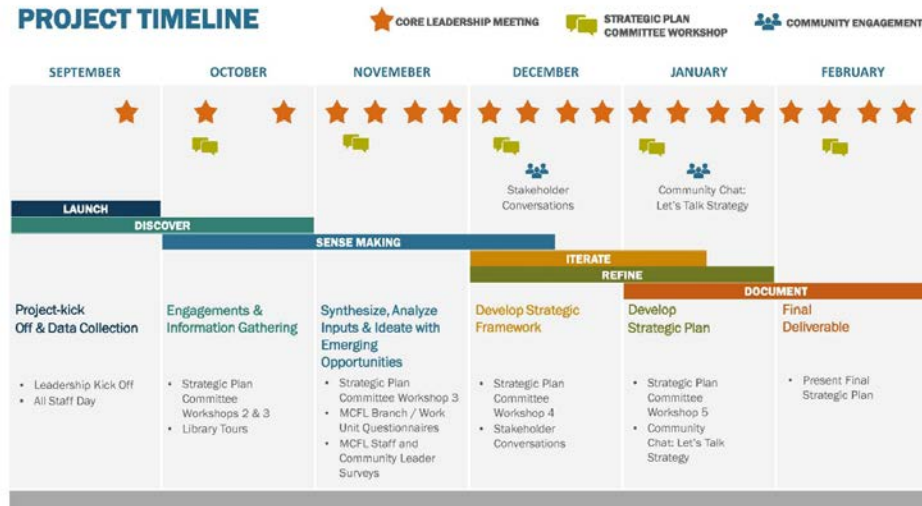 PROJECT TIMELINE
CORE LEADERSHIP MEETING
STRATEGIC PLAN
COMMITTEE WORKSHOP
COMMUNITY ENGAGEMENT
SEPTEMBER
OCTOBER
NOVEMEBER
DECEMBER
JANUARY
FEBRUARY
Stakeholder
Conversations
Community Chat:
Let's Talk Strategy
LAUNCH
DISCOVER
SENSE MAKING
ITERATE
REFINE
DOCUMENT
Project-kick
Off & Data Collection
• Leadership Kick Off
• All Staff Day
Engagements &
Information Gathering
• Strategic Plan
Committee
Workshops 2 & 3
• Library Tours
Synthesize, Analyze
Inputs & Ideate with
Emerging
Opportunities
• Strategic Plan
Committee Workshop 3
• MCFL Branch / Work
Unit Questionnaires
• MCFL Staff and
Community Leader
Surveys
Develop Strategic
Framework
• Strategic Plan
Committee
Workshop 4
• Stakeholder
Conversations
Develop
Strategic Plan
• Strategic Plan
Committee
Workshop 5
• Community
Chat: Let's Talk
Strategy
Final
Deliverable
• Present Final
Strategic Plan